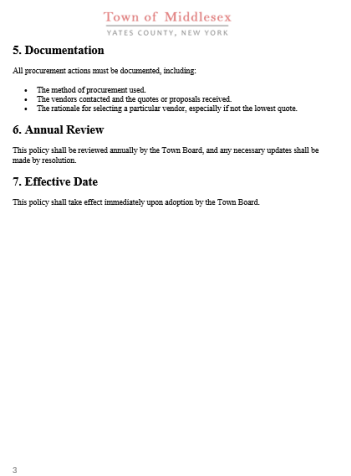 Town of Middlesex
YATES COUNTY, NEW YORK
5. Documentation
All procurement actions must be documented, including:
• The method of procurement used.
• The vendors contacted and the quotes or proposals received.
• The rationale for selecting a particular vendor, especially if not the lowest quote.
6. Annual Review
This policy shall be reviewed annually by the Town Board, and any necessary updates shall be
made by resolution.
7. Effective Date
This policy shall take effect immediately upon adoption by the Town Board.
3